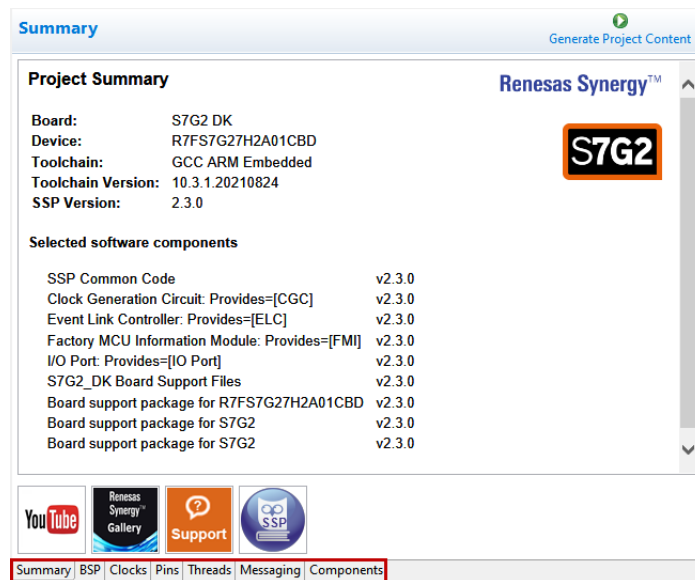 Summary
Generate Project Content
Project Summary
Renesas Synergy™
Board: S7G2 DK
Device: R7FS7G27H2A01CBD
Toolchain: GCC ARM Embedded
Toolchain Version: 10.3.1.20210824
SSP Version: 2.3.0
S7G2
Selected software components
SSP Common Code v2.3.0
Clock Generation Circuit: Provides=[CGC] v2.3.0
Event Link Controller: Provides=[ELC] v2.3.0
Factory MCU Information Module: Provides=[FMI] v2.3.0
I/O Port: Provides=[IO Port] v2.3.0
S7G2_DK Board Support Files v2.3.0
Board support package for R7FS7G27H2A01CBD v2.3.0
Board support package for S7G2 v2.3.0
Board support package for S7G2 v2.3.0
YouTube
Renesas
Synergy™
Gallery
Support
SSP
Summary BSP Clocks Pins Threads Messaging Components